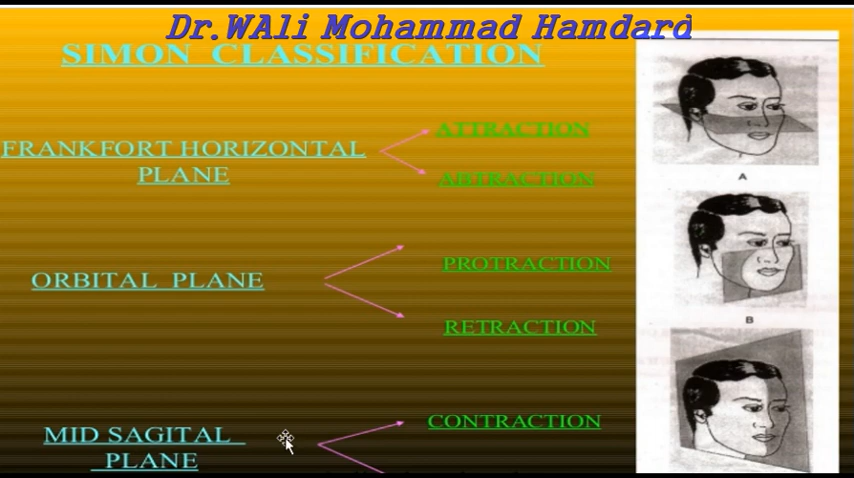 Dr.WAli Mohammad Hamdard
SIMON CLASSIFICATION
FRANKFORT HORIZONTAL
PLANE
ATTRACTION
ABTRACTION
A
ORBITAL PLANE
PROTRACTION
RETRACTION
B
MID SAGITAL
PLANE
CONTRACTION